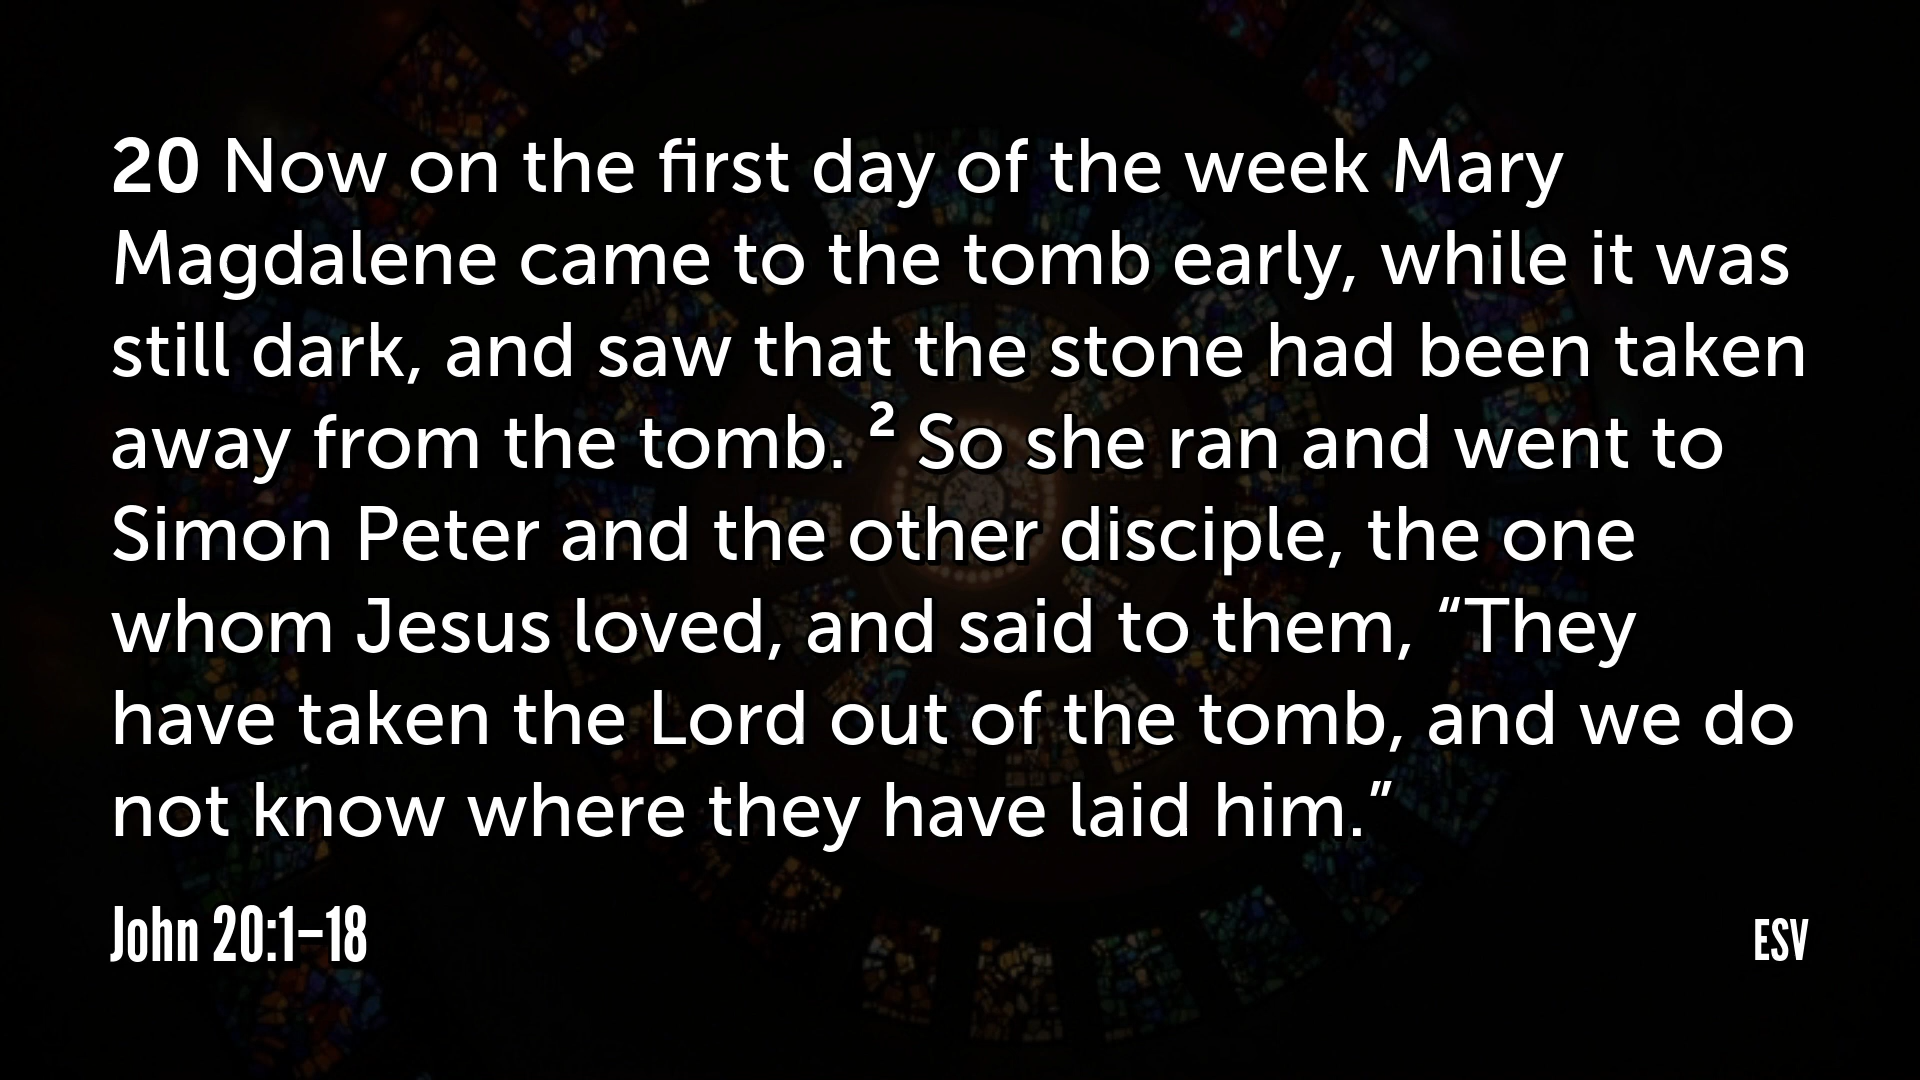 20 Now on the first day of the week Mary
Magdalene came to the tomb early, while it was
still dark, and saw that the stone had been taken
away from the tomb. ² So she ran and went to
Simon Peter and the other disciple, the one
whom Jesus loved, and said to them, “They
have taken the Lord out of the tomb, and we do
not know where they have laid him.”
John 20:1–18
ESV